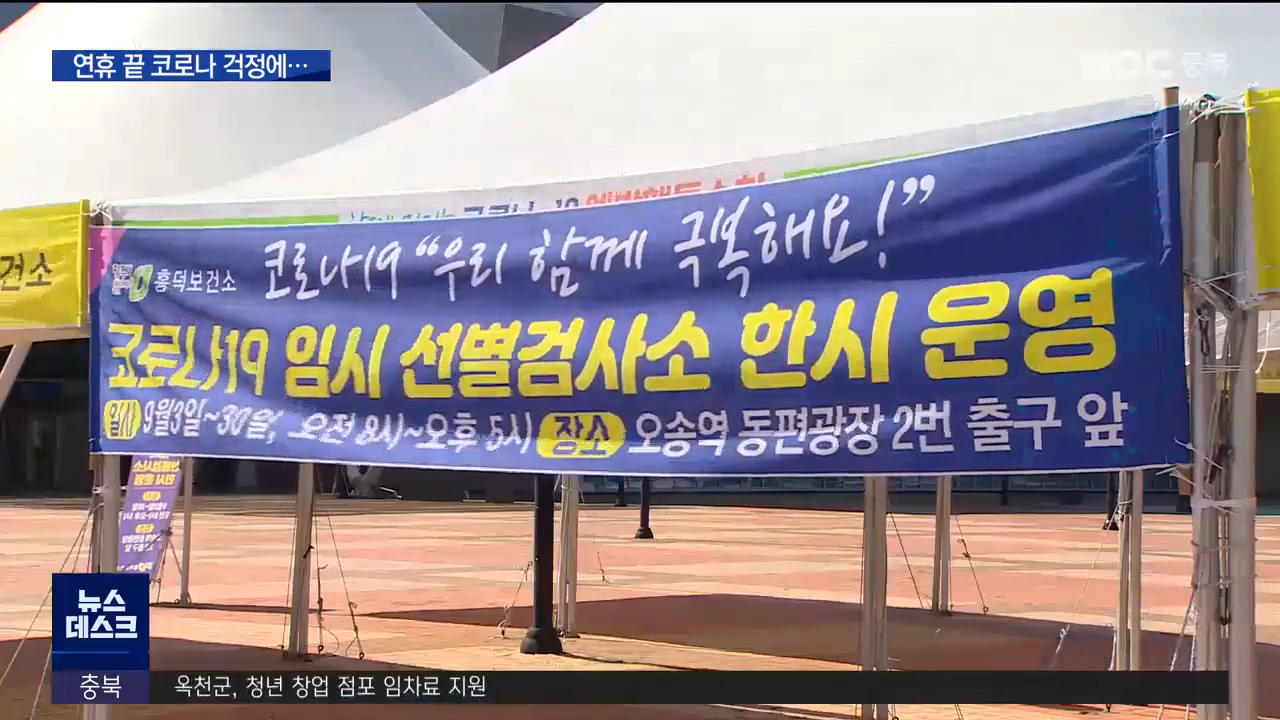 연휴 끝 코로나 걱정에…
MBC 충북
코로나19 “우리 함께 극복해요!”
흥덕보건소
코로나19 임시 선별검사소 한시 운영
일시 9월3일~30일, 오전 8시~오후 5시 장소 오송역 동편광장 2번 출구 앞
건소
뉴스
데스크
충북
옥천군, 청년 창업 점포 임차료 지원